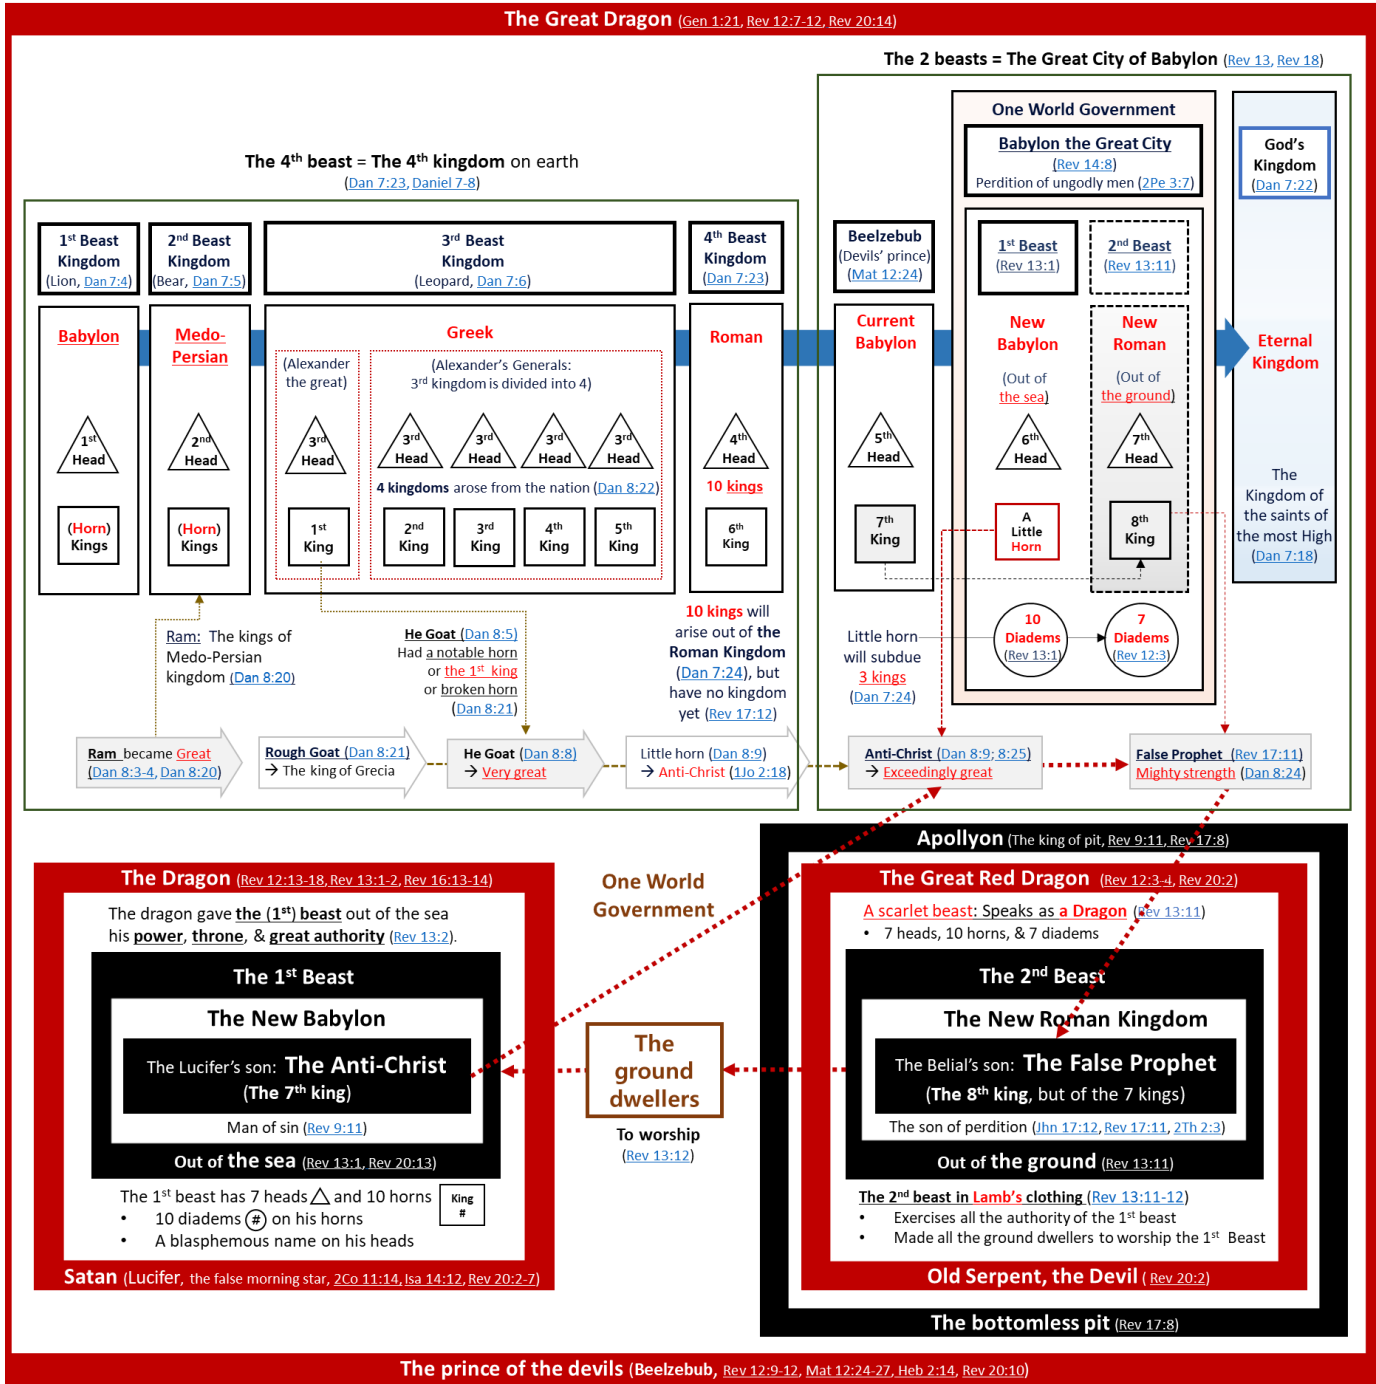 The Great Dragon (Gen 1:21, Rev 12:7-12, Rev 20:14)
The 2 beasts = The Great City of Babylon (Rev 13, Rev 18)
The 4th beast = The 4th kingdom on earth
(Dan 7:23, Daniel 7-8)
1st Beast
Kingdom
(Lion, Dan 7:4)
2nd Beast
Kingdom
(Bear, Dan 7:5)
3rd Beast
Kingdom
(Leopard, Dan 7:6)
4th Beast
Kingdom
(Dan 7:23)
Babylon
Medo-
Persian
Greek
Roman
(Alexander
the great)
(Alexander's Generals:
3rd kingdom is divided into 4)
1st
Head
2nd
Head
3rd
Head
3rd
Head
3rd
Head
3rd
Head
3rd
Head
4th
Head
4 kingdoms arose from the nation (Dan 8:22)
10 kings
(Horn)
Kings
(Horn)
Kings
1st
King
2nd
King
3rd
King
4th
King
5th
King
6th
King
Ram: The kings of
Medo-Persian
kingdom (Dan 8:20)
He Goat (Dan 8:5)
Had a notable horn
or the 1st king
or broken horn
(Dan 8:21)
10 kings will
arise out of the
Roman Kingdom
(Dan 7:24), but
have no kingdom
yet (Rev 17:12)
Ram became Great
(Dan 8:3-4, Dan 8:20)
Rough Goat (Dan 8:21)
→ The king of Grecia
He Goat (Dan 8:8)
→ Very great
Little horn (Dan 8:9)
→ Anti-Christ (1Jo 2:18)
One World Government
Babylon the Great City
(Rev 14:8)
Perdition of ungodly men (2Pe 3:7)
God's
Kingdom
(Dan 7:22)
Beelzebub
(Devils' prince)
(Mat 12:24)
1st Beast
(Rev 13:1)
2nd Beast
(Rev 13:11)
Current
Babylon
New
Babylon
New
Roman
Eternal
Kingdom
(Out of
the sea)
(Out of
the ground)
5th
Head
6th
Head
7th
Head
7th
King
A
Little
Horn
8th
King
The
Kingdom of
the saints of
the most High
(Dan 7:18)
Little horn
will subdue
3 kings
(Dan 7:24)
10
Diadems
(Rev 13:1)
7
Diadems
(Rev 12:3)
Anti-Christ (Dan 8:9; 8:25)
→ Exceedingly great
False Prophet (Rev 17:11)
Mighty strength (Dan 8:24)
The Dragon (Rev 12:13-18, Rev 13:1-2, Rev 16:13-14)
The dragon gave the (1st) beast out of the sea
his power, throne, & great authority (Rev 13:2).
The 1st Beast
The New Babylon
The Lucifer's son: The Anti-Christ
(The 7th king)
Man of sin (Rev 9:11)
Out of the sea (Rev 13:1, Rev 20:13)
The 1st beast has 7 heads and 10 horns
• 10 diadems # on his horns
• A blasphemous name on his heads
King
#
Satan (Lucifer, the false morning star, 2Co 11:14, Isa 14:12, Rev 20:2-7)
One World
Government
The
ground
dwellers
To worship
(Rev 13:12)
Apollyon (The king of pit, Rev 9:11, Rev 17:8)
The Great Red Dragon (Rev 12:3-4, Rev 20:2)
A scarlet beast: Speaks as a Dragon (Rev 13:11)
• 7 heads, 10 horns, & 7 diadems
The 2nd Beast
The New Roman Kingdom
The Belial's son: The False Prophet
(The 8th king, but of the 7 kings)
The son of perdition (Jhn 17:12, Rev 17:11, 2Th 2:3)
Out of the ground (Rev 13:11)
The 2nd beast in Lamb's clothing (Rev 13:11-12)
• Exercises all the authority of the 1st beast
• Made all the ground dwellers to worship the 1st Beast
Old Serpent, the Devil ( Rev 20:2)
The bottomless pit (Rev 17:8)
The prince of the devils (Beelzebub, Rev 12:9-12, Mat 12:24-27, Heb 2:14, Rev 20:10)